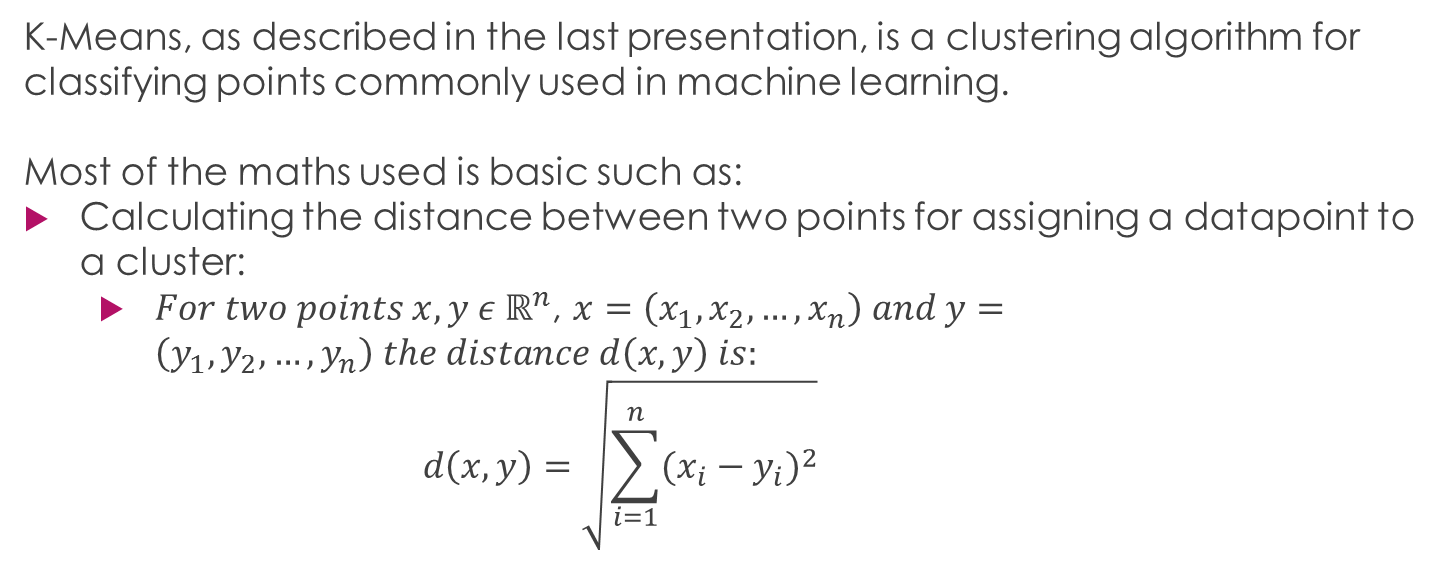 K-Means, as described in the last presentation, is a clustering algorithm for
classifying points commonly used in machine learning.
Most of the maths used is basic such as:
Calculating the distance between two points for assigning a datapoint to
a cluster:
For two points x, y ϵ ℝⁿ, x = (x₁, x₂, …, xₙ) and y =
(y₁, y₂, …, yₙ) the distance d(x, y) is:
d(x, y) = √∑ᵢ₌₁ⁿ(xᵢ − yᵢ)²